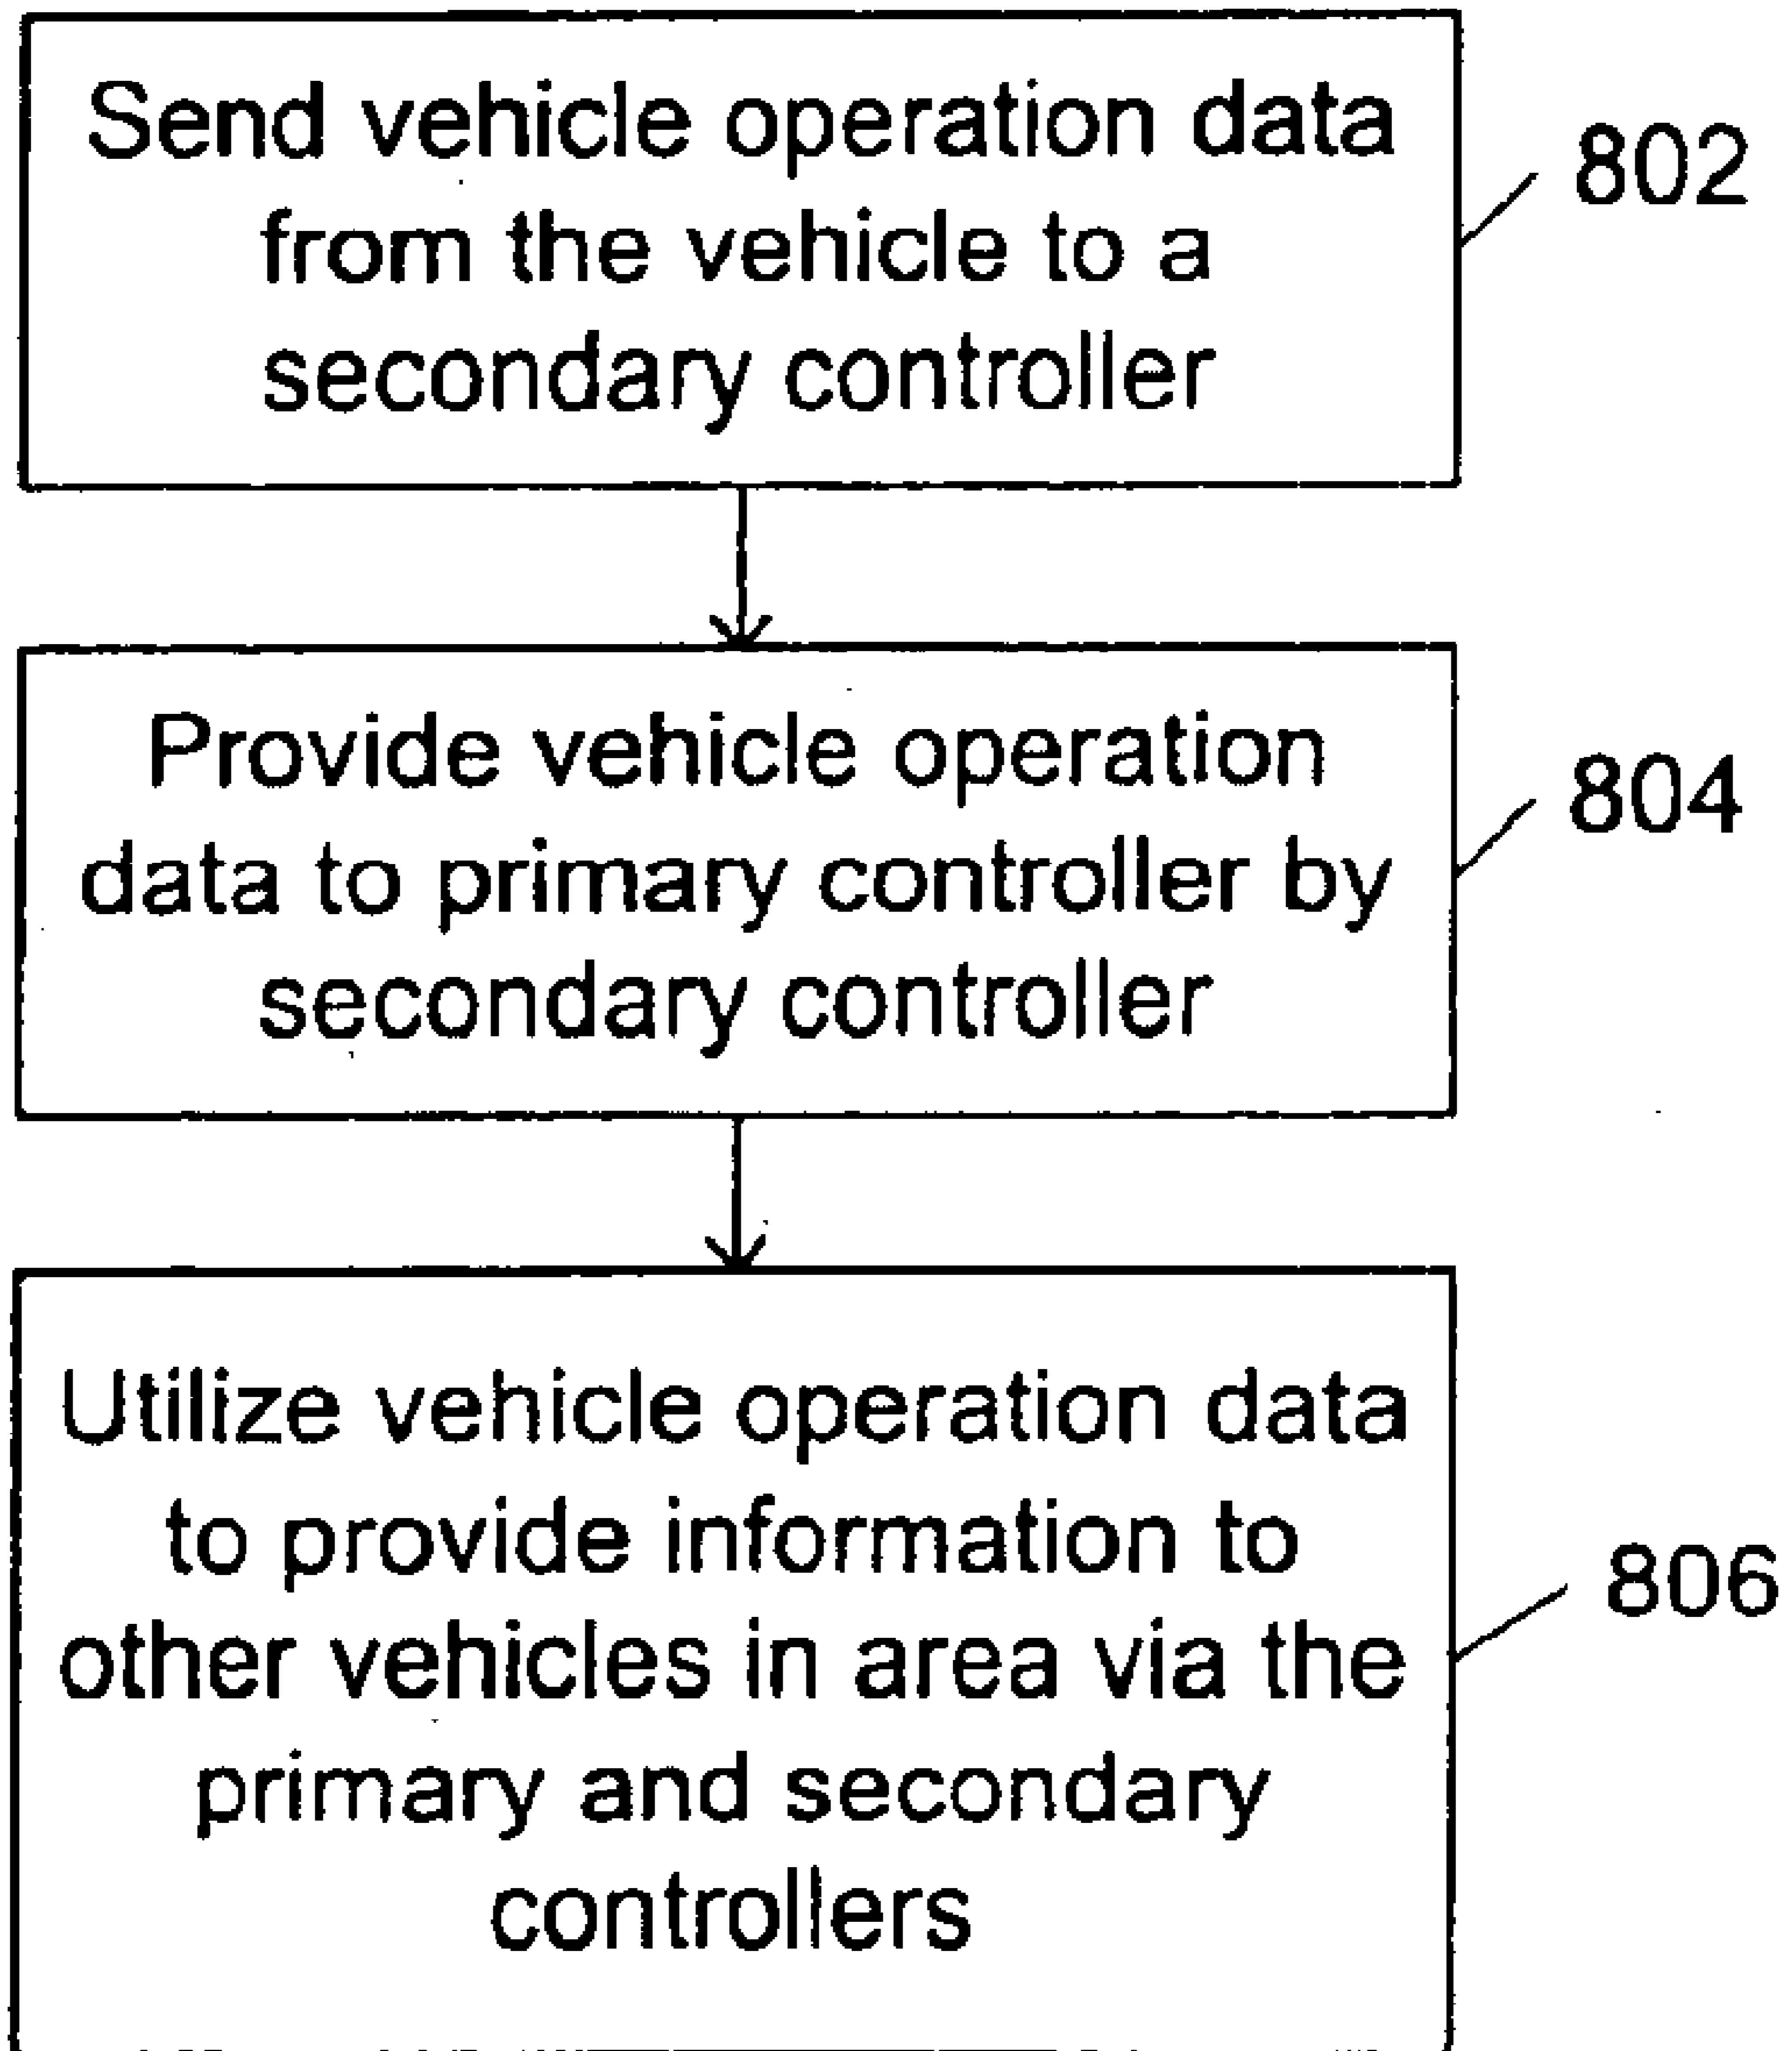 Send vehicle operation data
from the vehicle to a
secondary controller
802
Provide vehicle operation
data to primary controller by
secondary controller
804
Utilize vehicle operation data
to provide information to
other vehicles in area via the
primary and secondary
controllers
806